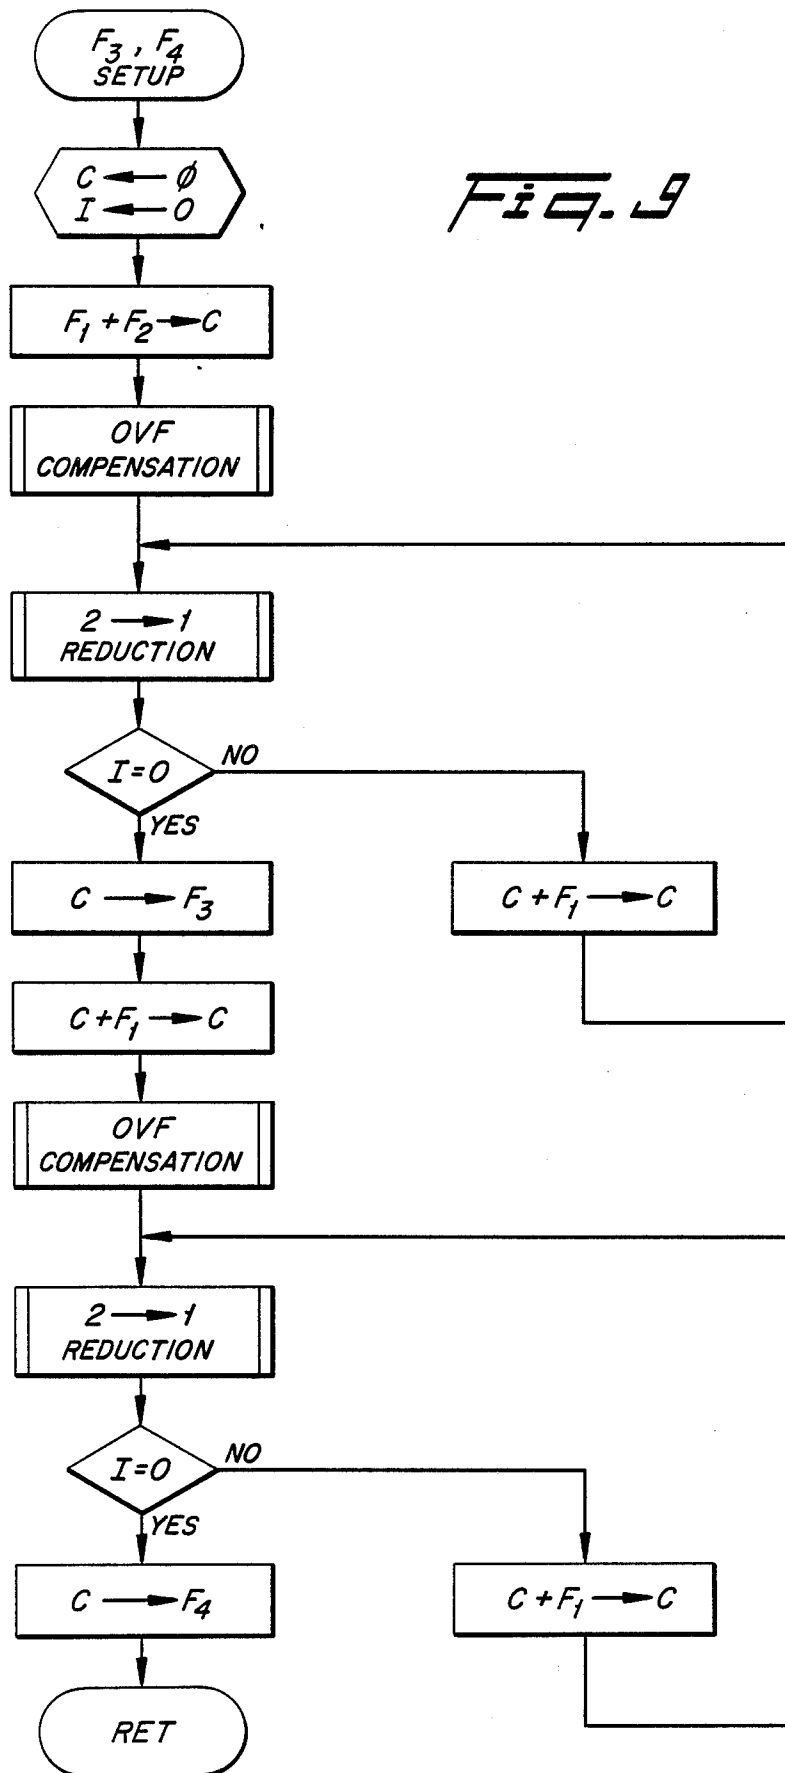 F₃, F₄
SETUP
C ← φ
I ← 0
Fig. 9
F₁ + F₂ → C
OVF
COMPENSATION
2 → 1
REDUCTION
I=0
NO
YES
C → F₃
C + F₁ → C
C + F₁ → C
OVF
COMPENSATION
2 → 1
REDUCTION
I=0
NO
YES
C → F₄
C + F₁ → C
RET